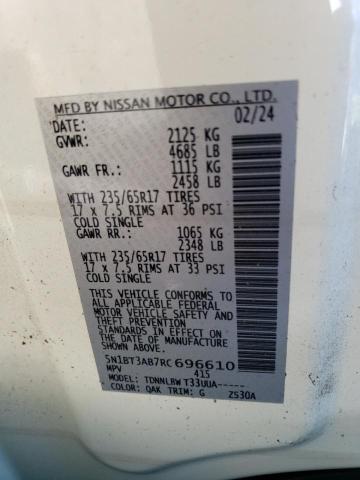 MFD BY NISSAN MOTOR CO., LTD.
DATE: 02/24
GVWR: 2125 KG
4685 LB
GAWR FR.: 1115 KG
2458 LB
WITH 235/65R17 TIRES
17 x 7.5 RIMS AT 36 PSI
COLD SINGLE
GAWR RR.: 1065 KG
2348 LB
WITH 235/65R17 TIRES
17 x 7.5 RIMS AT 33 PSI
COLD SINGLE
THIS VEHICLE CONFORMS TO
ALL APPLICABLE FEDERAL
MOTOR VEHICLE SAFETY
STANDARDS IN EFFECT ON
THE DATE OF MANUFACTURE
SHOWN ABOVE.
5N1BT3AB7RC696610
MPV 415
MODEL: TDNNLBW T33UUA-----
COLOR: QAK TRIM: G ZS30A